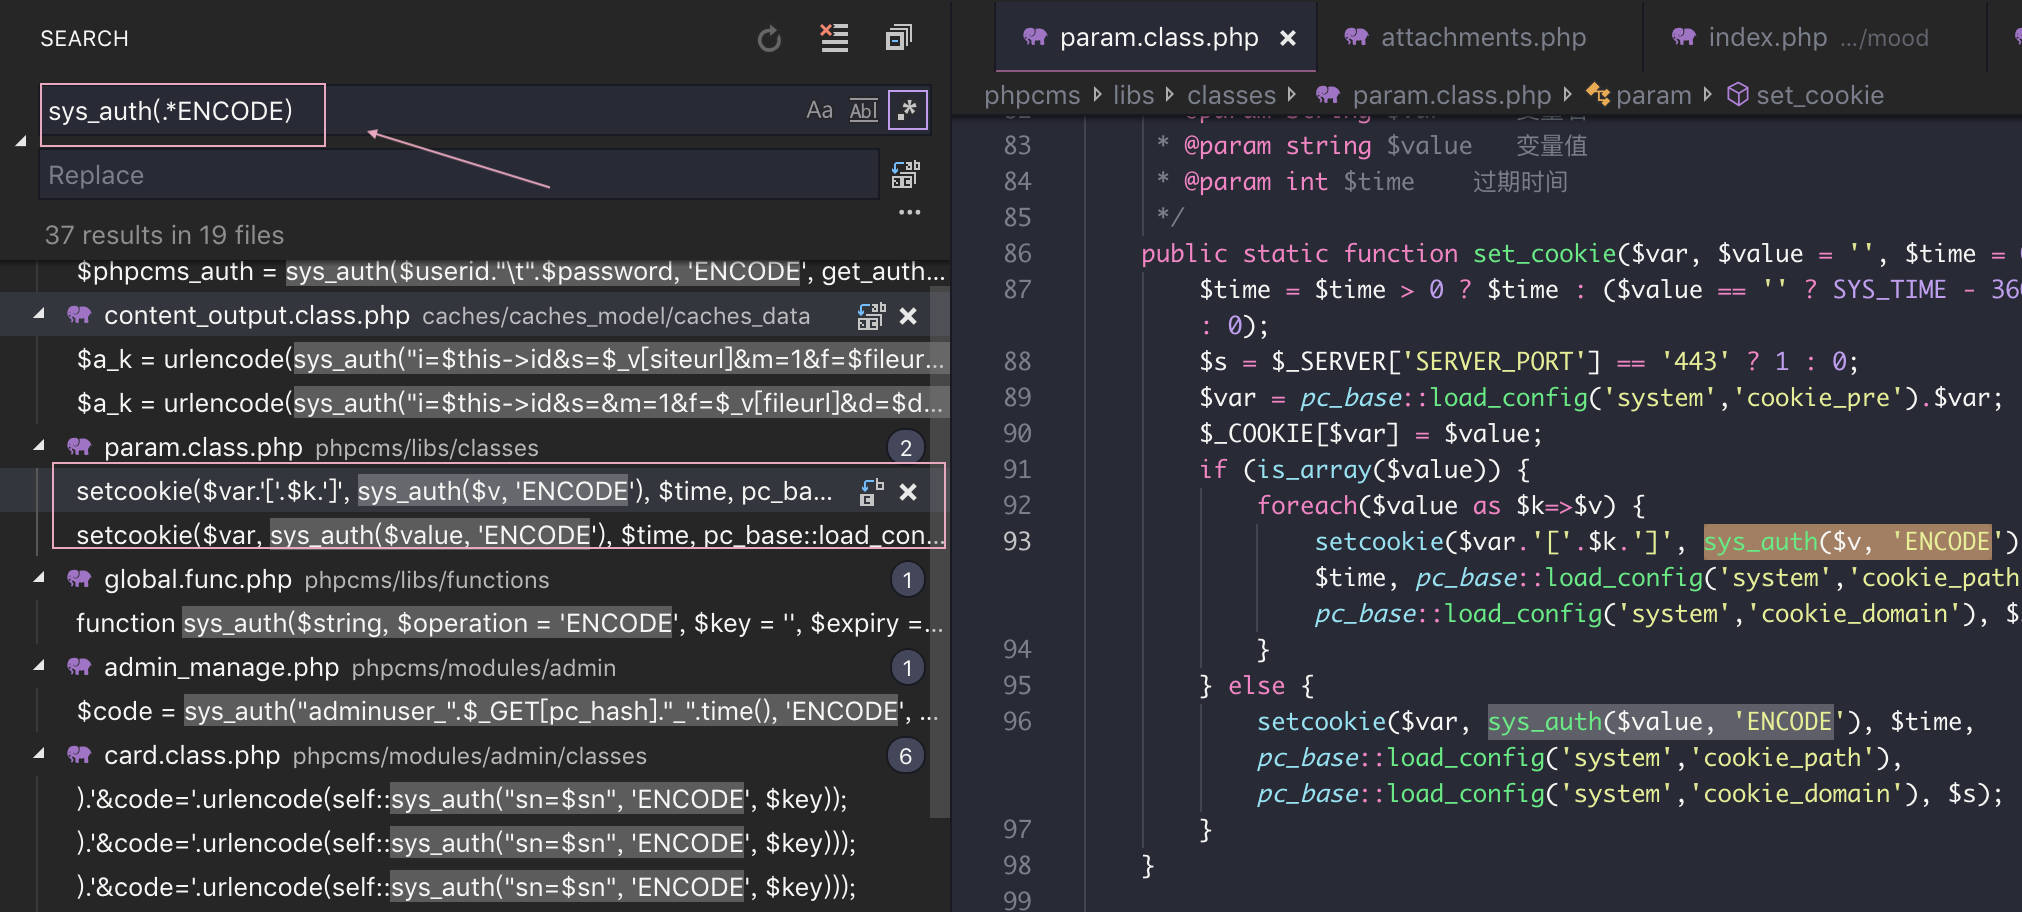 SEARCH
sys_auth(.*ENCODE)
Aa
Abl
.*
Replace
37 results in 19 files
$phpcms_auth = sys_auth($userid."\t".$password, 'ENCODE', get_auth...
content_output.class.php caches/caches_model/caches_data
$a_k = urlencode(sys_auth("i=$this->id&s=$_v[siteurl]&m=1&f=$fileur...
$a_k = urlencode(sys_auth("i=$this->id&s=&m=1&f=$_v[fileurl]&d=$d...
param.class.php phpcms/libs/classes 2
setcookie($var.'['.$k.']', sys_auth($v, 'ENCODE'), $time, pc_ba...
setcookie($var, sys_auth($value, 'ENCODE'), $time, pc_base::load_con...
global.func.php phpcms/libs/functions 1
function sys_auth($string, $operation = 'ENCODE', $key = '', $expiry =...
admin_manage.php phpcms/modules/admin 1
$code = sys_auth("adminuser_".$_GET[pc_hash]."_".time(), 'ENCODE', ...
card.class.php phpcms/modules/admin/classes 6
).'&code='.urlencode(self::sys_auth("sn=$sn", 'ENCODE', $key));
).'&code='.urlencode(self::sys_auth("sn=$sn", 'ENCODE', $key)));
).'&code='.urlencode(self::sys_auth("sn=$sn", 'ENCODE', $key)));
param.class.php
attachments.php
index.php .../mood
phpcms libs classes param.class.php param set_cookie
83 * @param string $value 变量值
84 * @param int $time 过期时间
85 */
86 public static function set_cookie($var, $value = '', $time =
87 $time = $time > 0 ? $time : ($value == '' ? SYS_TIME - 36
: 0);
88 $s = $_SERVER['SERVER_PORT'] == '443' ? 1 : 0;
89 $var = pc_base::load_config('system','cookie_pre').$var;
90 $_COOKIE[$var] = $value;
91 if (is_array($value)) {
92 foreach($value as $k=>$v) {
93 setcookie($var.'['.$k.']', sys_auth($v, 'ENCODE')
$time, pc_base::load_config('system','cookie_path
pc_base::load_config('system','cookie_domain'), $
94 }
95 } else {
96 setcookie($var, sys_auth($value, 'ENCODE'), $time,
pc_base::load_config('system','cookie_path'),
pc_base::load_config('system','cookie_domain'), $s);
97 }
98 }
99